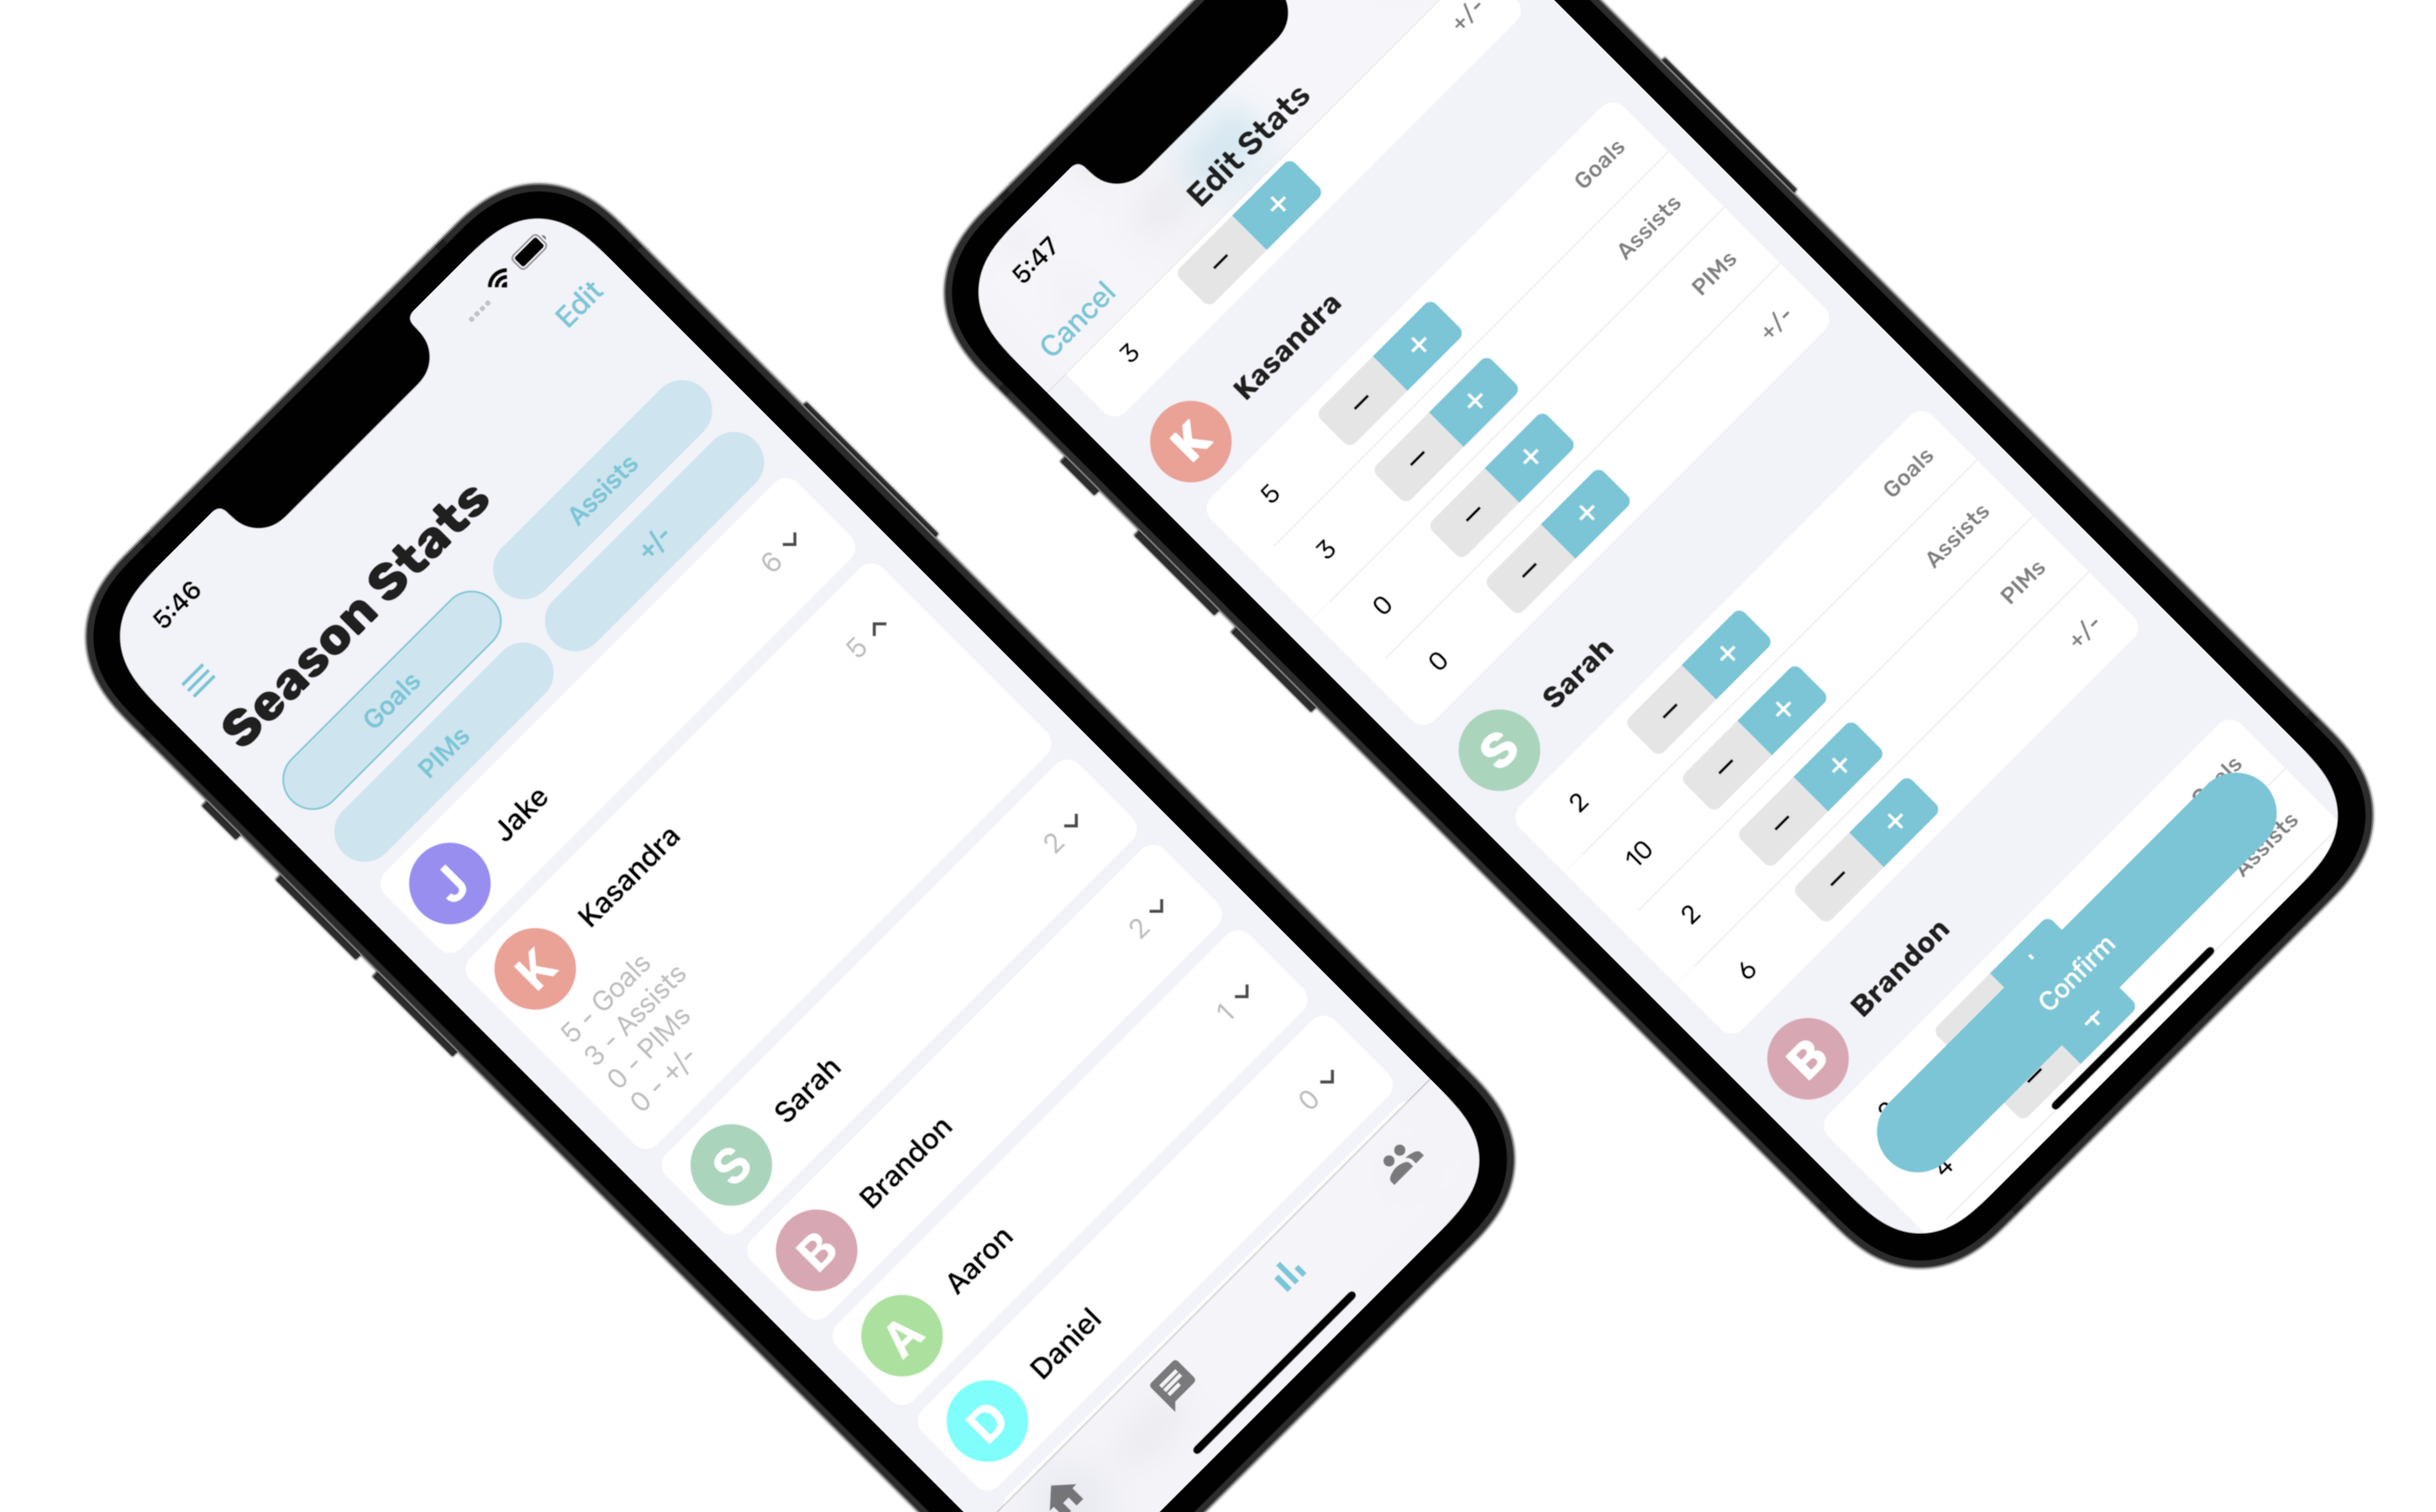 5:46
Edit
Season Stats
Goals
Assists
PIMs
+/-
J Jake 6
K Kasandra 5
5 - Goals
3 - Assists
0 - PIMs
0 - +/-
S Sarah 2
B Brandon 2
A Aaron 1
D Daniel 0
5:47
Cancel Edit Stats
3 − + +/-
K Kasandra
5 − + Goals
3 − + Assists
0 − + PIMs
0 − + +/-
S Sarah
2 − + Goals
10 − + Assists
2 − + PIMs
6 − + +/-
B Brandon
Confirm
4 − Assists